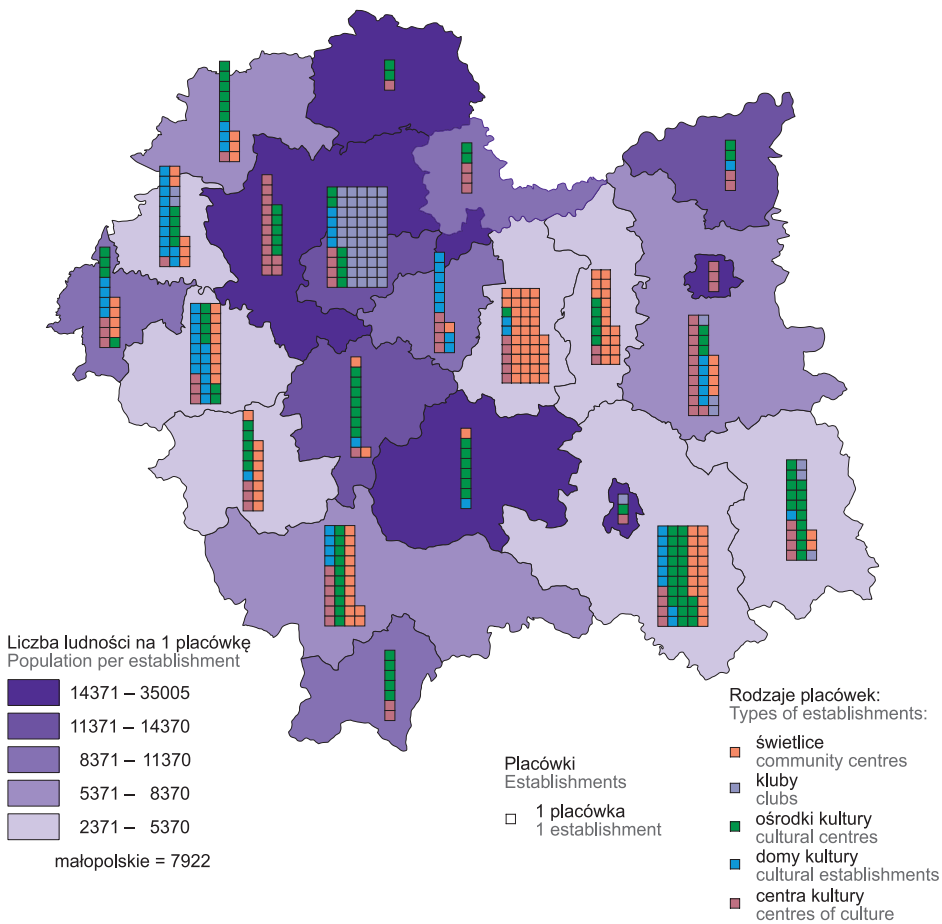 Liczba ludności na 1 placówkę
Population per establishment
14371 – 35005
11371 – 14370
8371 – 11370
5371 – 8370
2371 – 5370
małopolskie = 7922
Placówki
Establishments
1 placówka
1 establishment
Rodzaje placówek:
Types of establishments:
świetlice
community centres
kluby
clubs
ośrodki kultury
cultural centres
domy kultury
cultural establishments
centra kultury
centres of culture